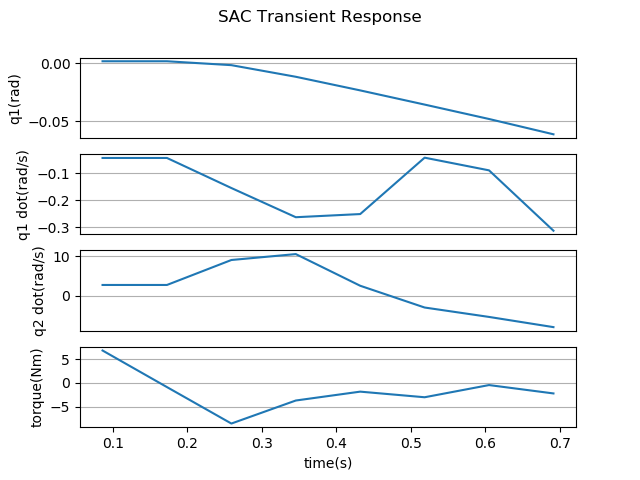 SAC Transient Response
q1(rad)
0.00
−0.05
q1 dot(rad/s)
−0.1
−0.2
−0.3
q2 dot(rad/s)
10
0
torque(Nm)
5
0
−5
0.1 0.2 0.3 0.4 0.5 0.6 0.7
time(s)